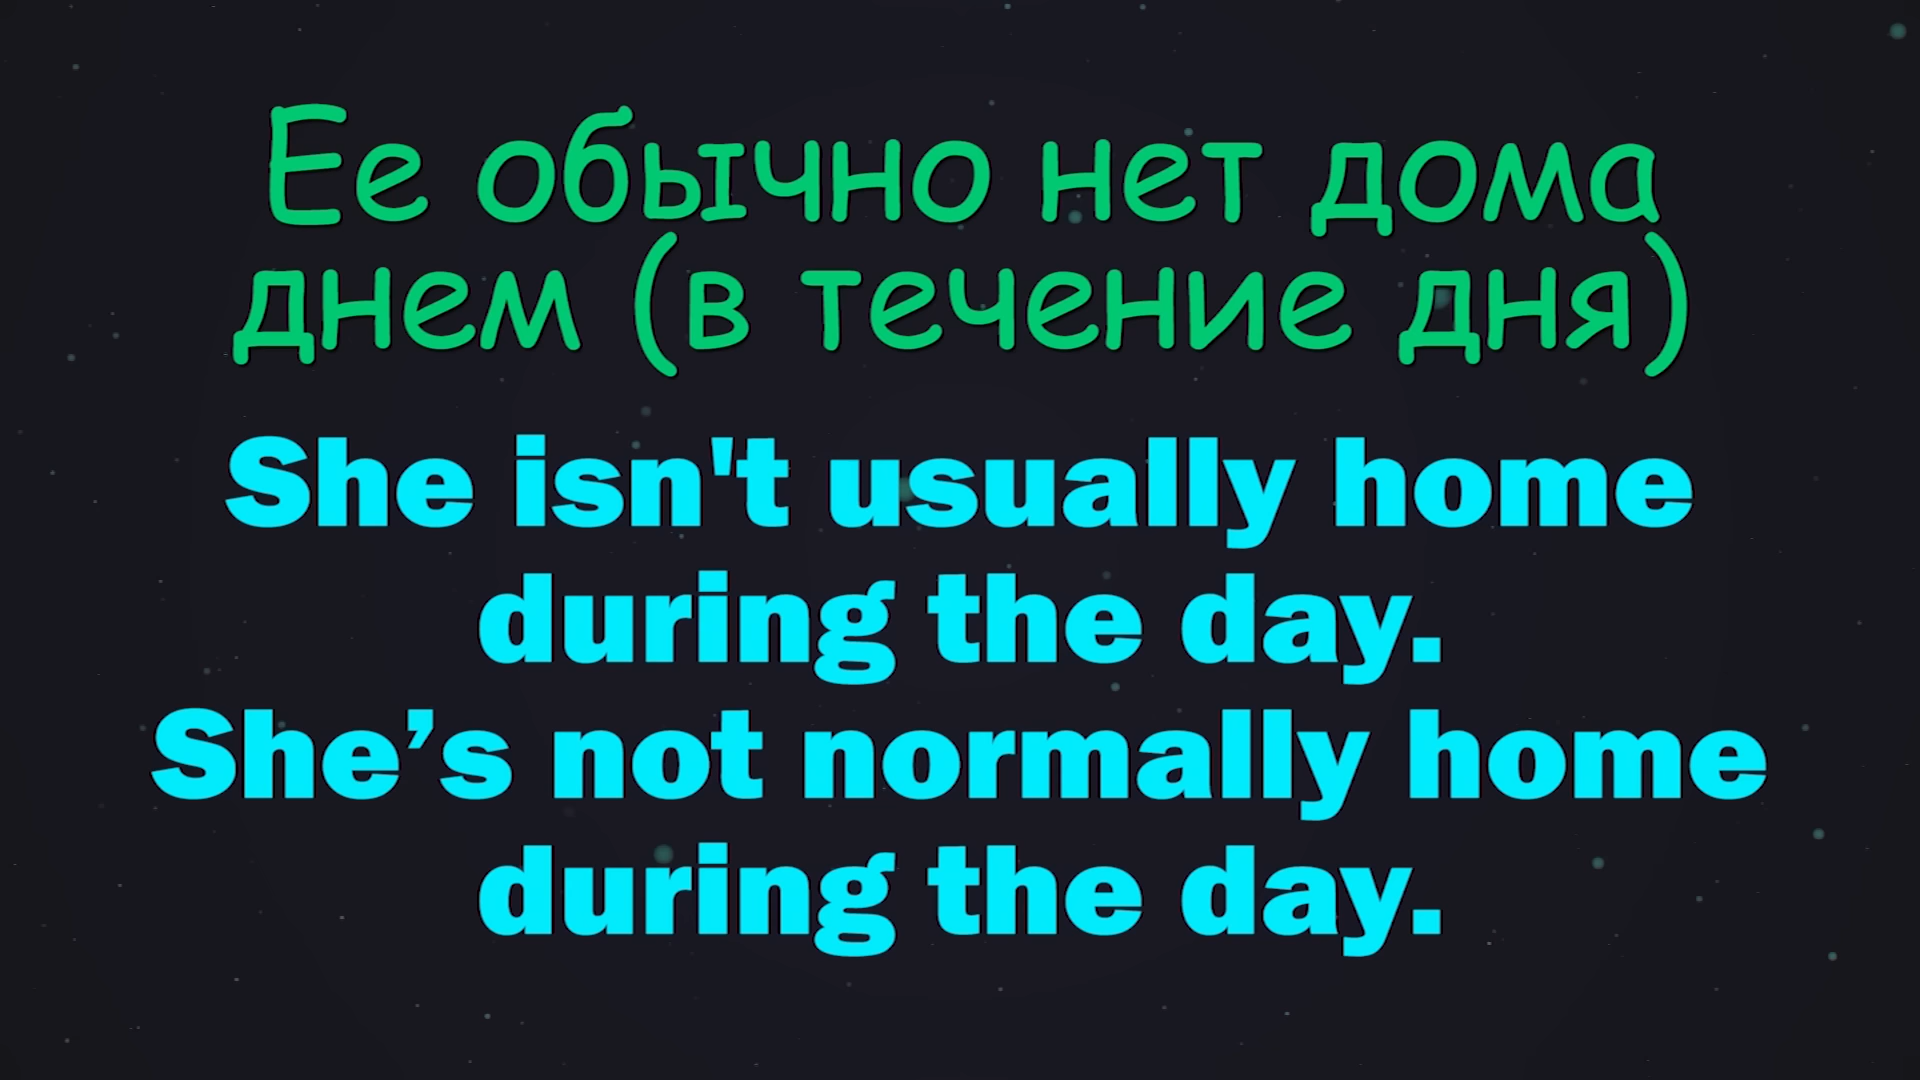 Ее обычно нет дома
днем (в течение дня)
She isn't usually home
during the day.
She’s not normally home
during the day.